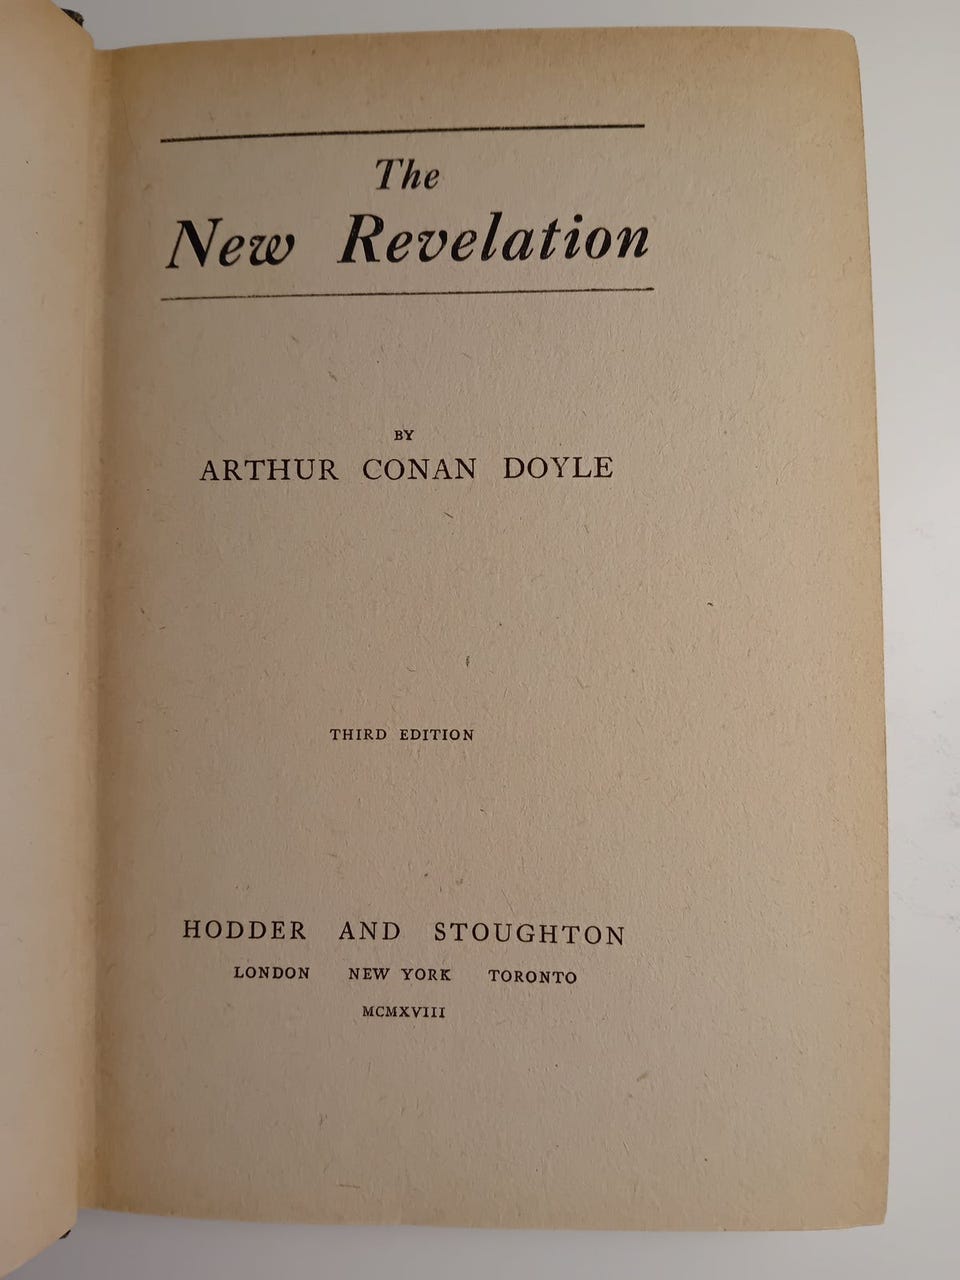 The
New Revelation
BY
ARTHUR CONAN DOYLE
THIRD EDITION
HODDER AND STOUGHTON
LONDON NEW YORK TORONTO
MCMXVIII